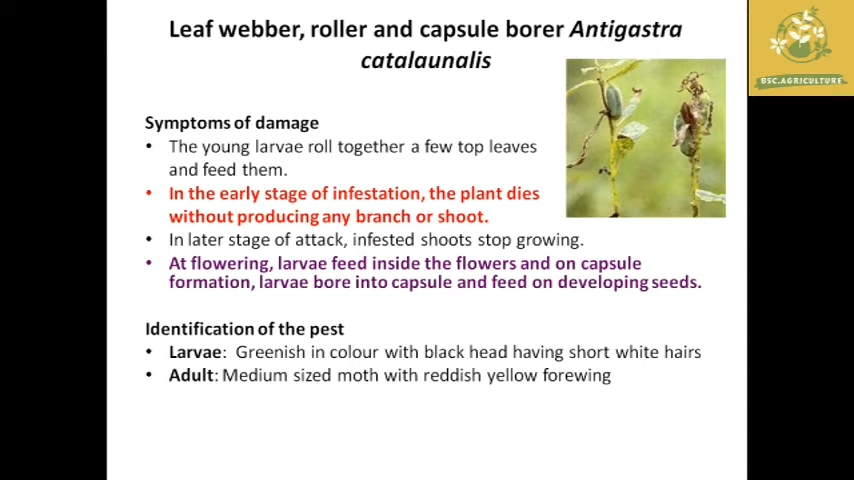 Leaf webber, roller and capsule borer Antigastra
catalaunalis
BSC.AGRICULTURE
Symptoms of damage
• The young larvae roll together a few top leaves
and feed them.
• In the early stage of infestation, the plant dies
without producing any branch or shoot.
• In later stage of attack, infested shoots stop growing.
• At flowering, larvae feed inside the flowers and on capsule
formation, larvae bore into capsule and feed on developing seeds.
Identification of the pest
• Larvae: Greenish in colour with black head having short white hairs
• Adult: Medium sized moth with reddish yellow forewing